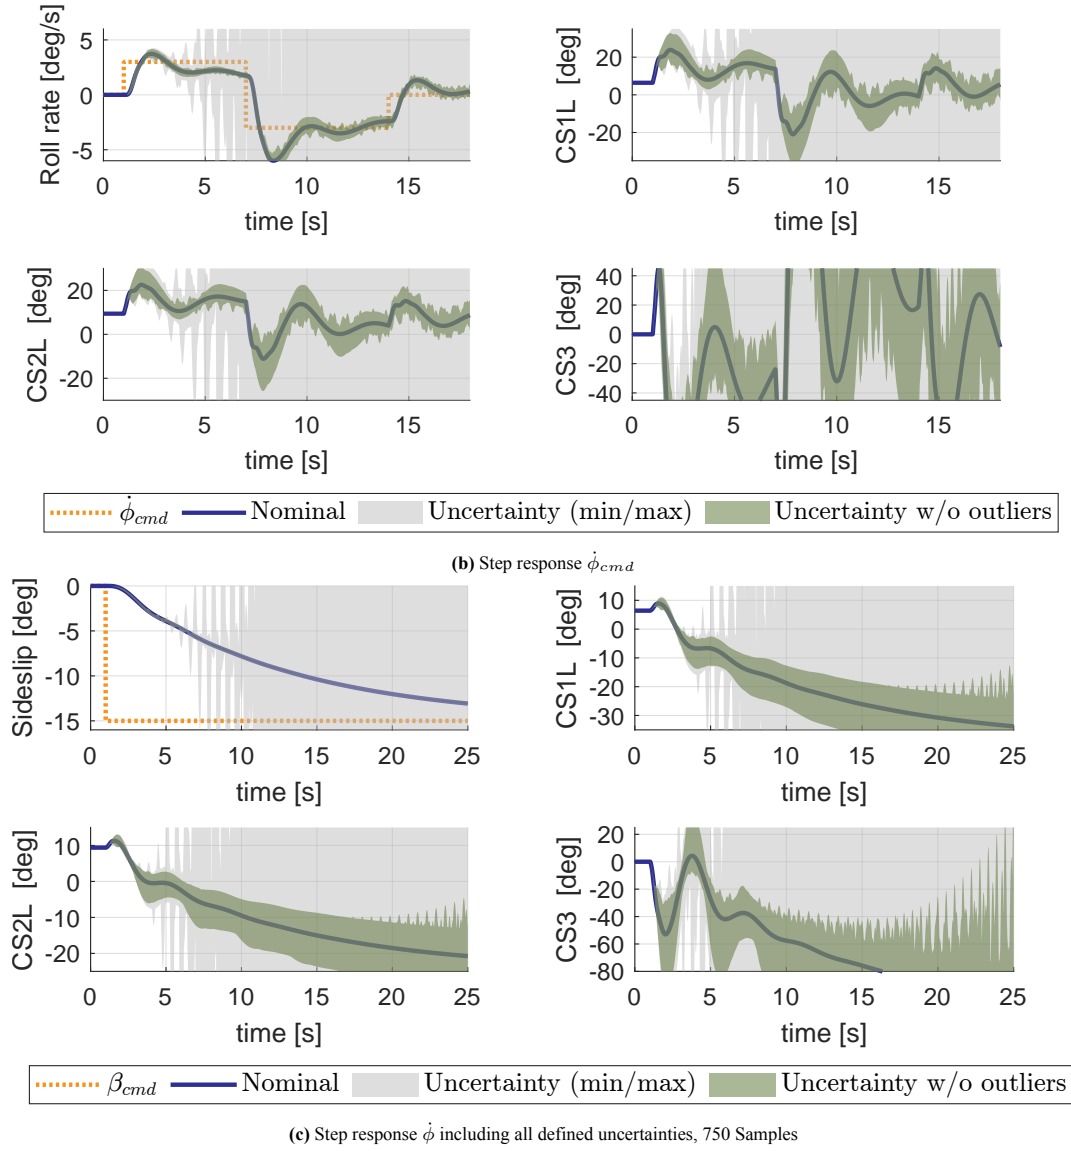 Roll rate [deg/s]
5
0
-5
0 5 10 15
time [s]
CS1L [deg]
20
0
-20
0 5 10 15
time [s]
CS2L [deg]
20
0
-20
0 5 10 15
time [s]
CS3 [deg]
40
20
0
-20
-40
0 5 10 15
time [s]
ϕ̇cmd Nominal Uncertainty (min/max) Uncertainty w/o outliers
(b) Step response ϕ̇cmd
Sideslip [deg]
0
-5
-10
-15
0 5 10 15 20 25
time [s]
CS1L [deg]
10
0
-10
-20
-30
0 5 10 15 20 25
time [s]
CS2L [deg]
10
0
-10
-20
0 5 10 15 20 25
time [s]
CS3 [deg]
20
0
-20
-40
-60
-80
0 5 10 15 20 25
time [s]
βcmd Nominal Uncertainty (min/max) Uncertainty w/o outliers
(c) Step response ϕ̇ including all defined uncertainties, 750 Samples